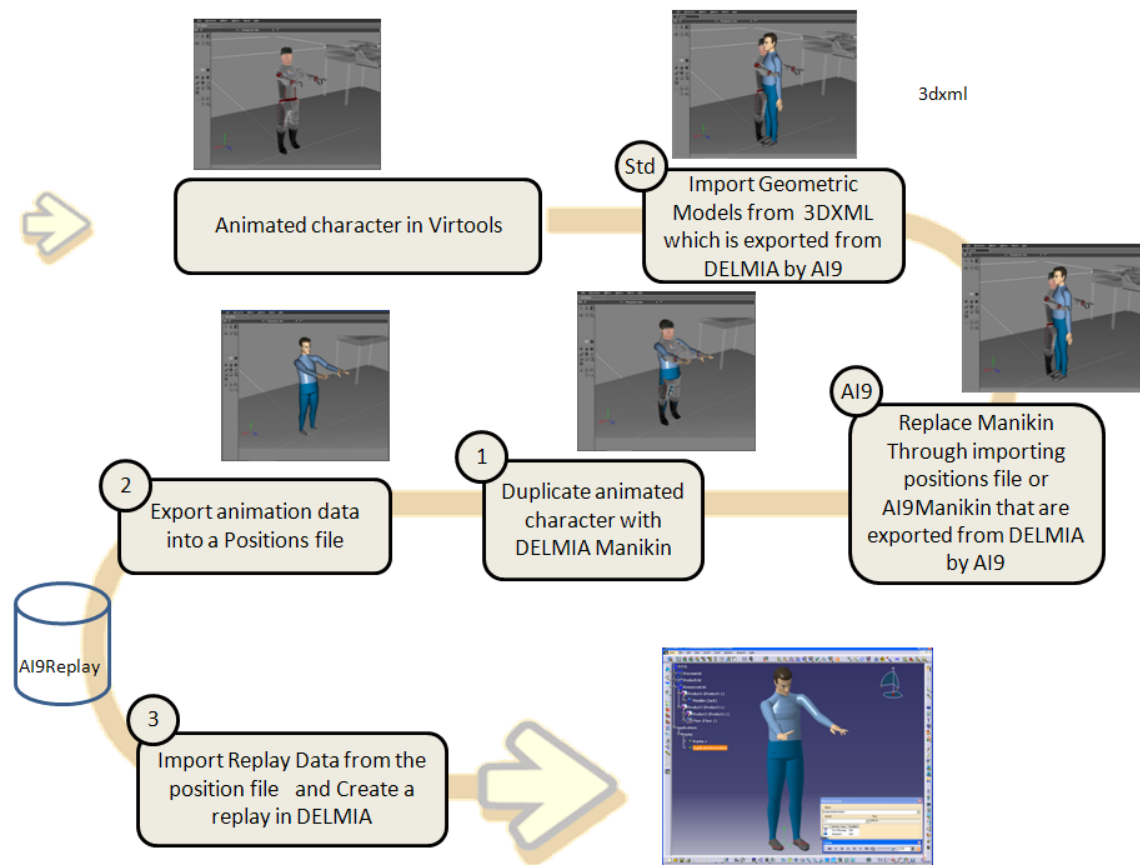 3dxml
Std
Animated character in Virtools
Import Geometric
Models from 3DXML
which is exported from
DELMIA by AI9
AI9
Replace Manikin
Through importing
positions file or
AI9Manikin that are
exported from DELMIA
by AI9
1
Duplicate animated
character with
DELMIA Manikin
2
Export animation data
into a Positions file
AI9Replay
3
Import Replay Data from the
position file and Create a
replay in DELMIA